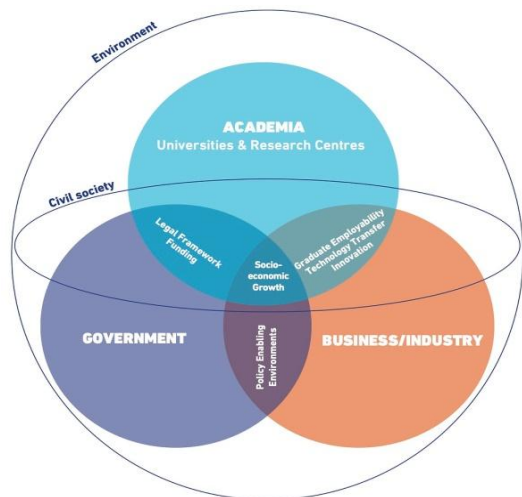 Environment
ACADEMIA
Universities & Research Centres
Civil society
Legal Framework
Funding
Graduate Employability
Technology Transfer
Innovation
Socio-
economic
Growth
GOVERNMENT
BUSINESS/INDUSTRY
Policy Enabling
Environments